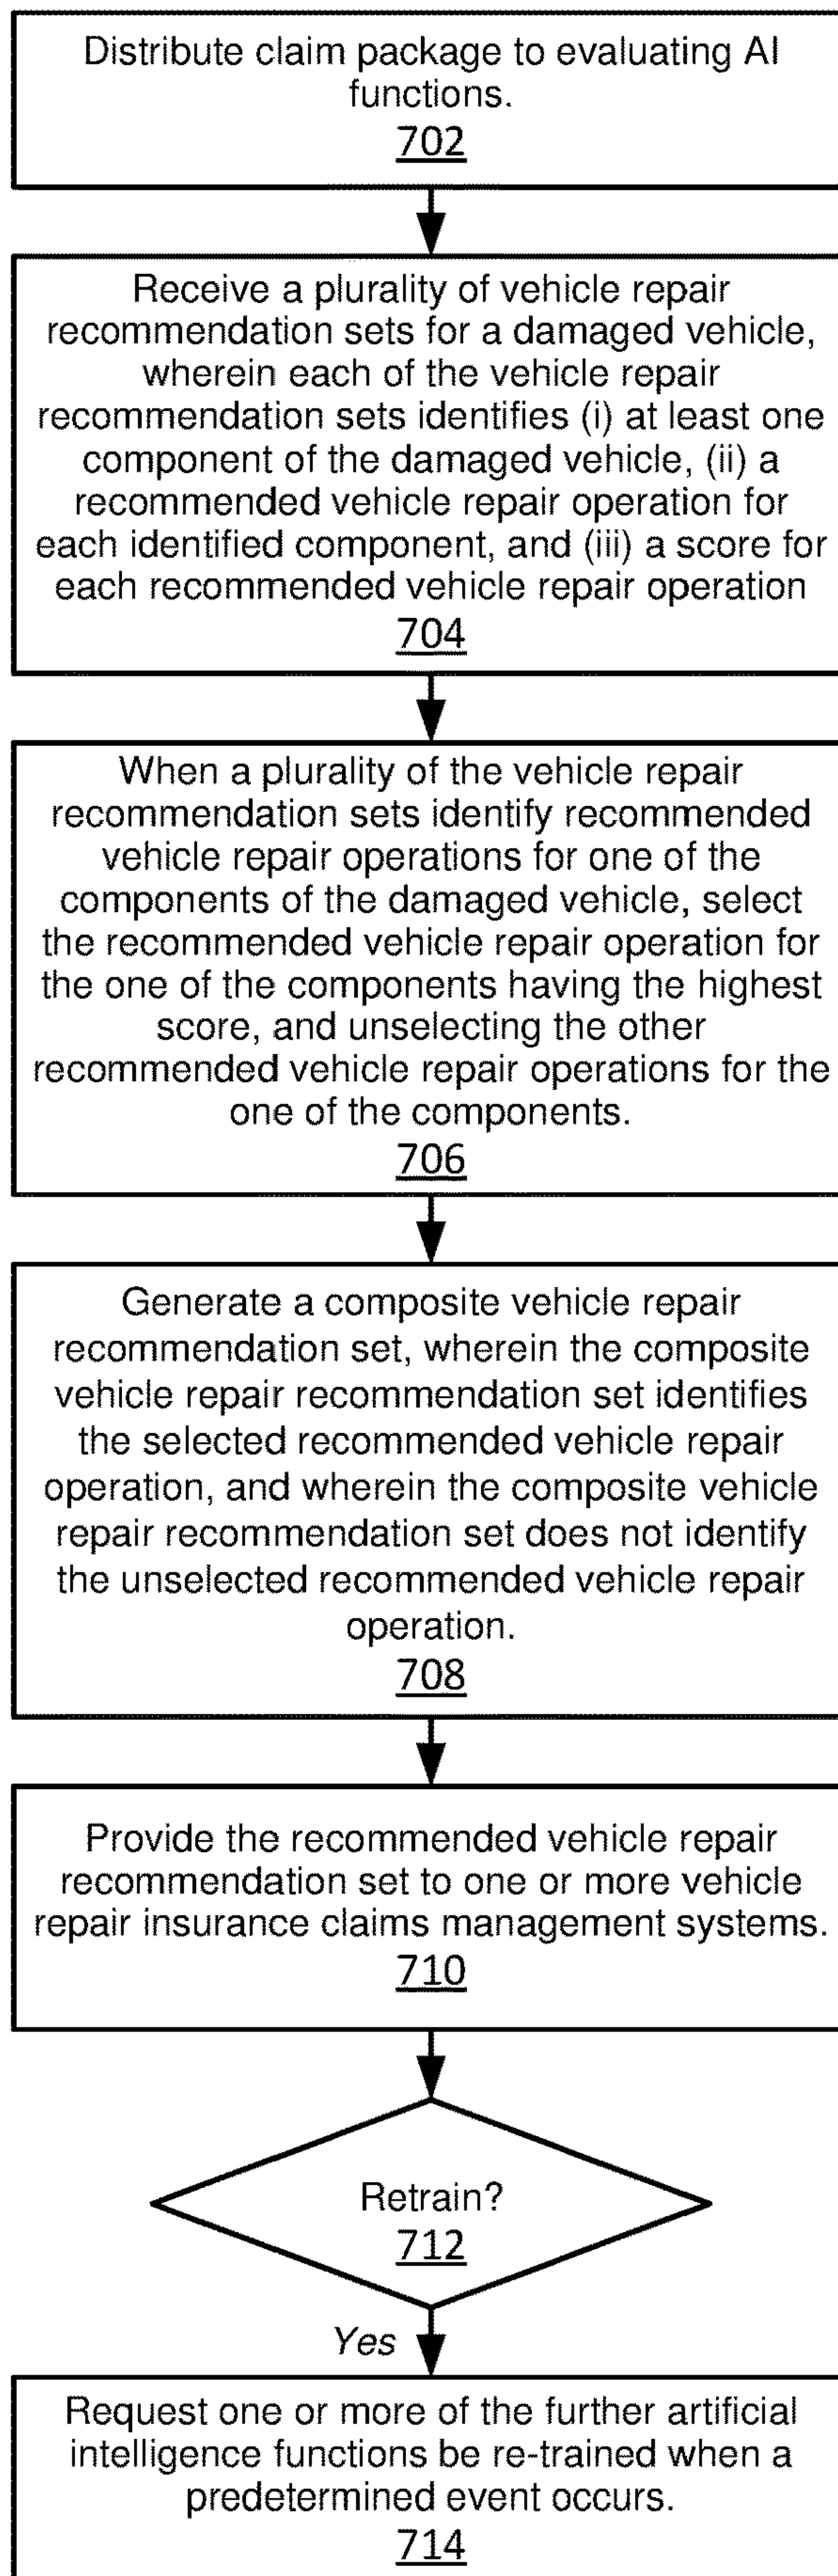 Distribute claim package to evaluating AI
functions.
702
Receive a plurality of vehicle repair
recommendation sets for a damaged vehicle,
wherein each of the vehicle repair
recommendation sets identifies (i) at least one
component of the damaged vehicle, (ii) a
recommended vehicle repair operation for
each identified component, and (iii) a score for
each recommended vehicle repair operation
704
When a plurality of the vehicle repair
recommendation sets identify recommended
vehicle repair operations for one of the
components of the damaged vehicle, select
the recommended vehicle repair operation for
the one of the components having the highest
score, and unselecting the other
recommended vehicle repair operations for the
one of the components.
706
Generate a composite vehicle repair
recommendation set, wherein the composite
vehicle repair recommendation set identifies
the selected recommended vehicle repair
operation, and wherein the composite vehicle
repair recommendation set does not identify
the unselected recommended vehicle repair
operation.
708
Provide the recommended vehicle repair
recommendation set to one or more vehicle
repair insurance claims management systems.
710
Retrain?
712
Yes
Request one or more of the further artificial
intelligence functions be re-trained when a
predetermined event occurs.
714